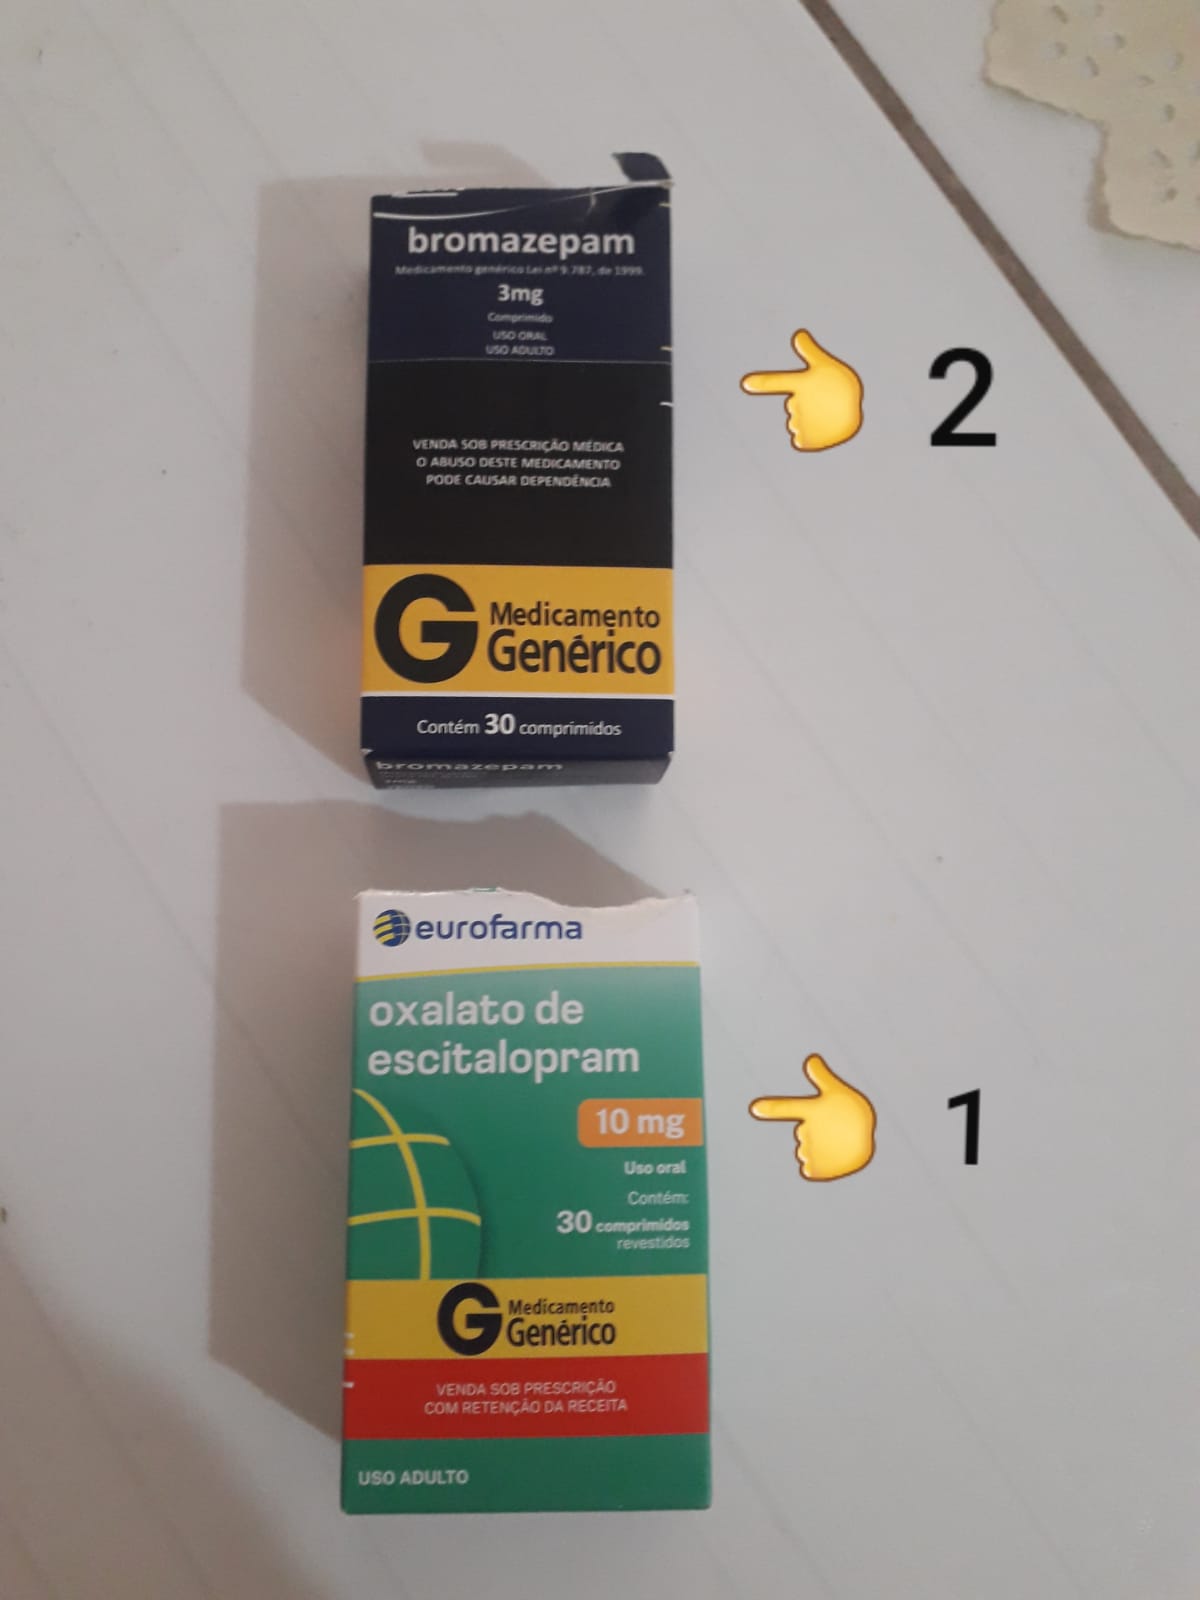 bromazepam
Medicamento genérico Lei nº 9.787, de 1999.
3mg
Comprimido
USO ORAL
USO ADULTO
VENDA SOB PRESCRIÇÃO MÉDICA
O ABUSO DESTE MEDICAMENTO
PODE CAUSAR DEPENDÊNCIA
G Medicamento
Genérico
Contém 30 comprimidos
bromazepam
2
eurofarma
oxalato de
escitalopram
10 mg
Uso oral
Contém:
30 comprimidos
revestidos
G Medicamento
Genérico
VENDA SOB PRESCRIÇÃO
COM RETENÇÃO DA RECEITA
USO ADULTO
1